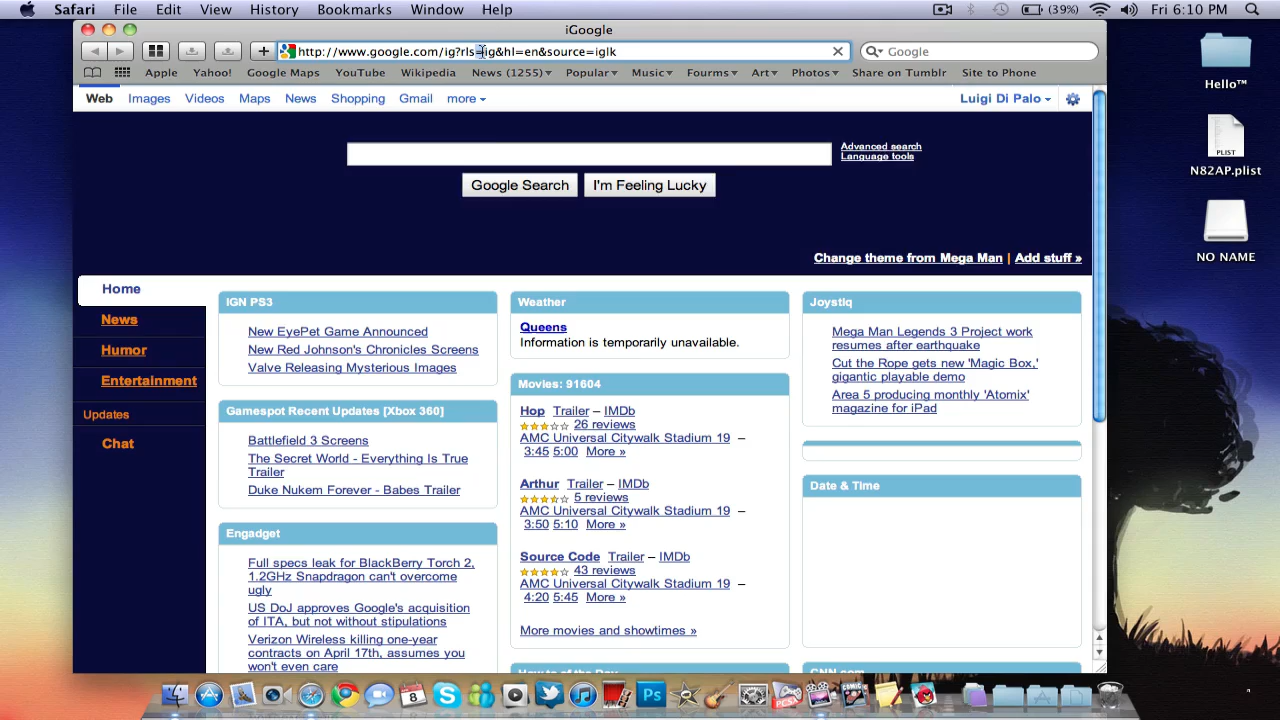 Safari File Edit View History Bookmarks Window Help (39%) Fri 6:10 PM
iGoogle
http://www.google.com/ig?rls=ig&hl=en&source=iglk Google
Apple Yahoo! Google Maps YouTube Wikipedia News (1255) Popular Music Fourms Art Photos Share on Tumblr Site to Phone
Web Images Videos Maps News Shopping Gmail more Luigi Di Palo
Advanced search
Language tools
Google Search I'm Feeling Lucky
Change theme from Mega Man | Add stuff »
Home
News
Humor
Entertainment
Updates
Chat
IGN PS3
New EyePet Game Announced
New Red Johnson's Chronicles Screens
Valve Releasing Mysterious Images
Gamespot Recent Updates [Xbox 360]
Battlefield 3 Screens
The Secret World - Everything Is True
Trailer
Duke Nukem Forever - Babes Trailer
Engadget
Full specs leak for BlackBerry Torch 2,
1.2GHz Snapdragon can't overcome
ugly
US DoJ approves Google's acquisition
of ITA, but not without stipulations
Verizon Wireless killing one-year
contracts on April 17th, assumes you
won't even care
Weather
Queens
Information is temporarily unavailable.
Movies: 91604
Hop Trailer – IMDb
26 reviews
AMC Universal Citywalk Stadium 19 –
3:45 5:00 More »
Arthur Trailer – IMDb
5 reviews
AMC Universal Citywalk Stadium 19 –
3:50 5:10 More »
Source Code Trailer – IMDb
43 reviews
AMC Universal Citywalk Stadium 19 –
4:20 5:45 More »
More movies and showtimes »
How to of the Day
Joystiq
Mega Man Legends 3 Project work
resumes after earthquake
Cut the Rope gets new 'Magic Box,'
gigantic playable demo
Area 5 producing monthly 'Atomix'
magazine for iPad
Date & Time
CNN.com
Hello™
PLIST
N82AP.plist
NO NAME
8
Ps